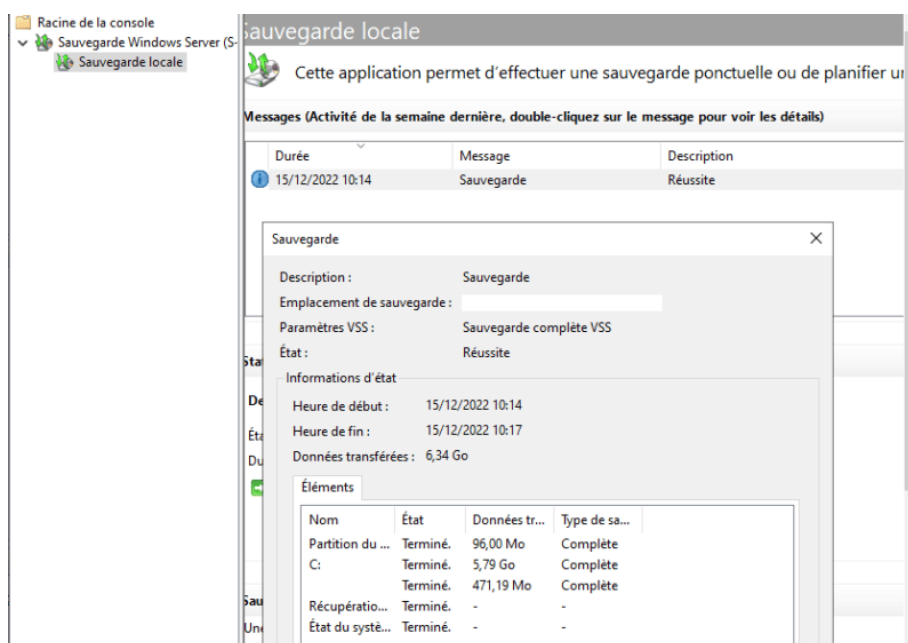 Racine de la console
Sauvegarde Windows Server (S-
Sauvegarde locale
Sauvegarde locale
Cette application permet d'effectuer une sauvegarde ponctuelle ou de planifier un
Messages (Activité de la semaine dernière, double-cliquez sur le message pour voir les détails)
Durée Message Description
15/12/2022 10:14 Sauvegarde Réussite
Sauvegarde
Description : Sauvegarde
Emplacement de sauvegarde :
Paramètres VSS : Sauvegarde complète VSS
État : Réussite
Sta
Informations d'état
De
Heure de début : 15/12/2022 10:14
Éta
Heure de fin : 15/12/2022 10:17
Du
Données transférées : 6,34 Go
Éléments
Nom État Données tr... Type de sa...
Partition du ... Terminé. 96,00 Mo Complète
C: Terminé. 5,79 Go Complète
Terminé. 471,19 Mo Complète
Sau
Récupératio... Terminé. - -
Une
État du systè... Terminé. - -